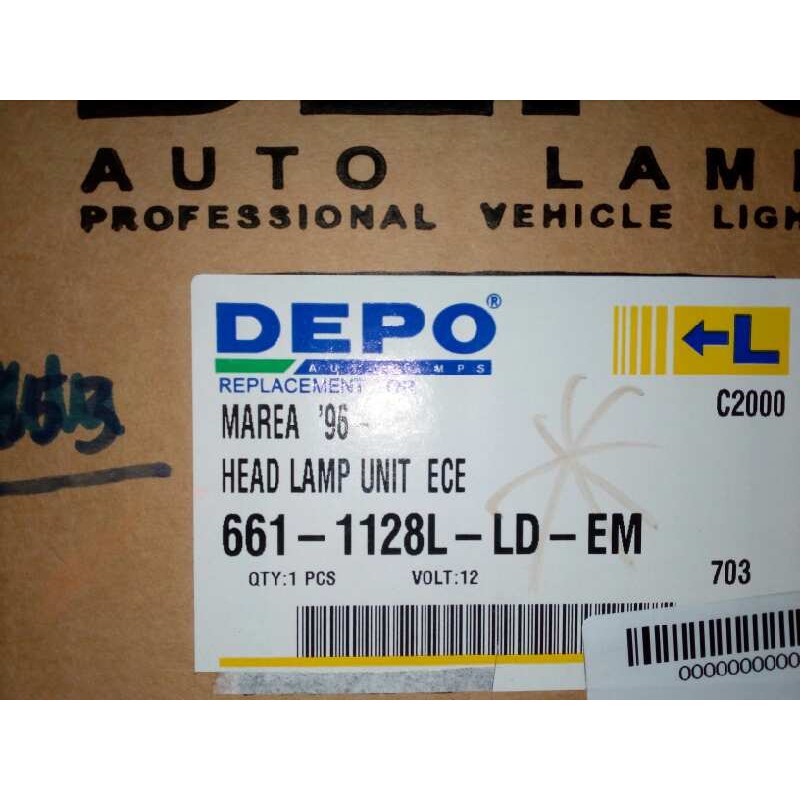 AUTO LAM
PROFESSIONAL VEHICLE LIGH
DEPO®
REPLACEMENT
L
C2000
MAREA '96 -
HEAD LAMP UNIT ECE
661-1128L-LD-EM
QTY:1 PCS VOLT:12
703
00000000000